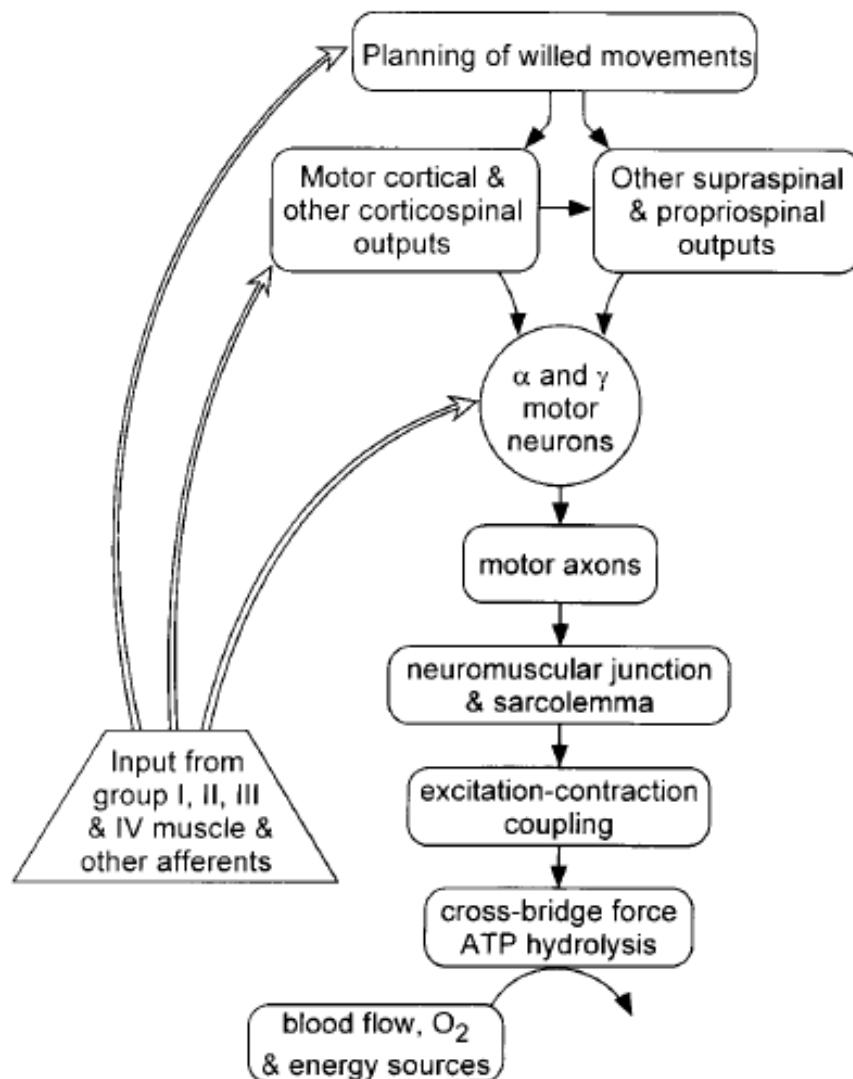 Planning of willed movements
Motor cortical &
other corticospinal
outputs
Other supraspinal
& propriospinal
outputs
α and γ
motor
neurons
motor axons
neuromuscular junction
& sarcolemma
Input from
group I, II, III
& IV muscle &
other afferents
excitation-contraction
coupling
cross-bridge force
ATP hydrolysis
blood flow, O₂
& energy sources